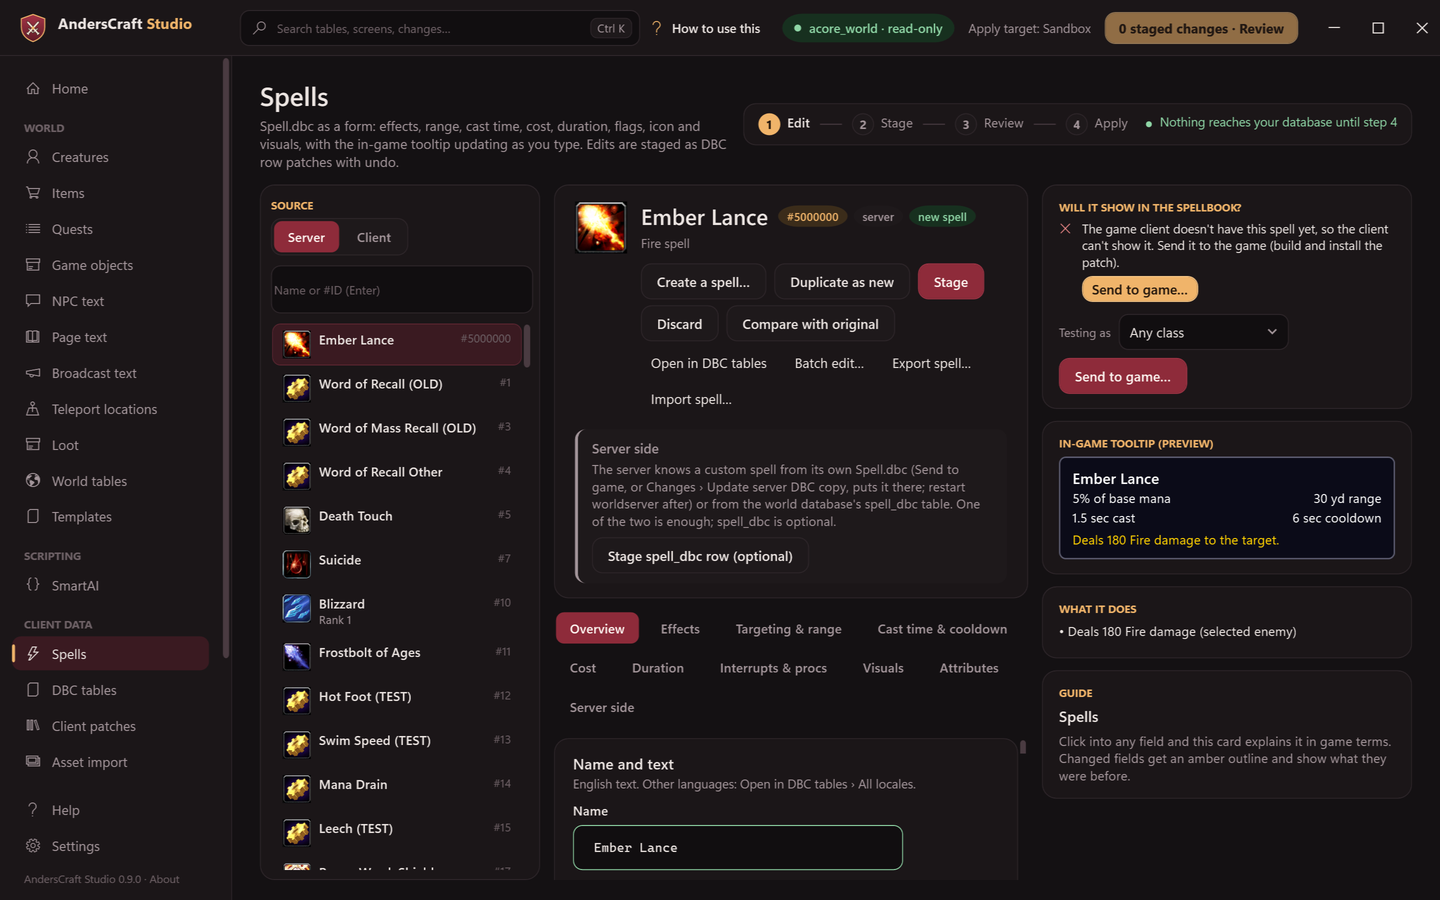 AndersCraft Studio
Search tables, screens, changes...
Ctrl K
? How to use this
acore_world · read-only
Apply target: Sandbox
0 staged changes · Review
Home
WORLD
Creatures
Items
Quests
Game objects
NPC text
Page text
Broadcast text
Teleport locations
Loot
World tables
Templates
SCRIPTING
SmartAI
CLIENT DATA
Spells
DBC tables
Client patches
Asset import
? Help
Settings
AndersCraft Studio 0.9.0 · About
Spells
Spell.dbc as a form: effects, range, cast time, cost, duration, flags, icon and
visuals, with the in-game tooltip updating as you type. Edits are staged as DBC
row patches with undo.
1 Edit
2 Stage
3 Review
4 Apply
Nothing reaches your database until step 4
SOURCE
Server
Client
Name or #ID (Enter)
Ember Lance #5000000
Word of Recall (OLD) #1
Word of Mass Recall (OLD) #3
Word of Recall Other #4
Death Touch #5
Suicide #7
Blizzard #10
Rank 1
Frostbolt of Ages #11
Hot Foot (TEST) #12
Swim Speed (TEST) #13
Mana Drain #14
Leech (TEST) #15
Ember Lance
#5000000
server
new spell
Fire spell
Create a spell...
Duplicate as new
Stage
Discard
Compare with original
Open in DBC tables
Batch edit...
Export spell...
Import spell...
Server side
The server knows a custom spell from its own Spell.dbc (Send to
game, or Changes › Update server DBC copy, puts it there; restart
worldserver after) or from the world database's spell_dbc table. One
of the two is enough; spell_dbc is optional.
Stage spell_dbc row (optional)
Overview
Effects
Targeting & range
Cast time & cooldown
Cost
Duration
Interrupts & procs
Visuals
Attributes
Server side
Name and text
English text. Other languages: Open in DBC tables › All locales.
Name
Ember Lance
WILL IT SHOW IN THE SPELLBOOK?
The game client doesn't have this spell yet, so the client
can't show it. Send it to the game (build and install the
patch).
Send to game...
Testing as
Any class
Send to game...
IN-GAME TOOLTIP (PREVIEW)
Ember Lance
5% of base mana 30 yd range
1.5 sec cast 6 sec cooldown
Deals 180 Fire damage to the target.
WHAT IT DOES
• Deals 180 Fire damage (selected enemy)
GUIDE
Spells
Click into any field and this card explains it in game terms.
Changed fields get an amber outline and show what they
were before.